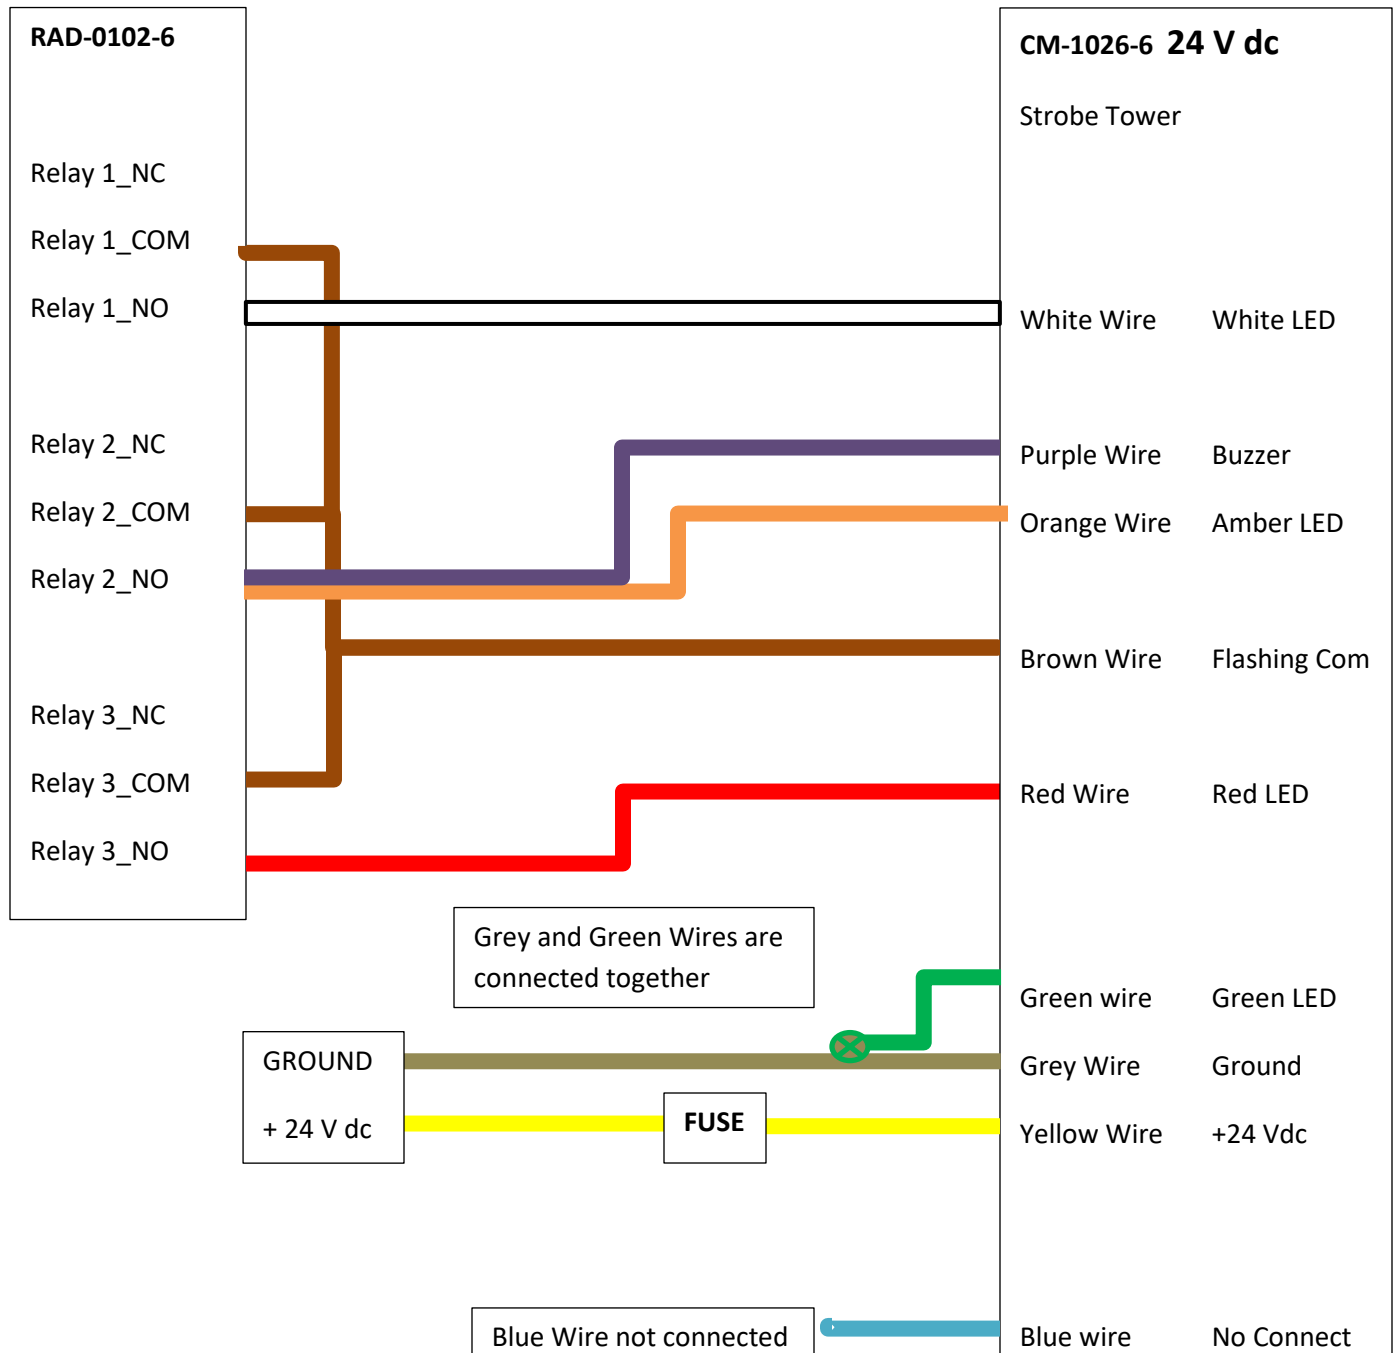 RAD-0102-6
Relay 1_NC
Relay 1_COM
Relay 1_NO
Relay 2_NC
Relay 2_COM
Relay 2_NO
Relay 3_NC
Relay 3_COM
Relay 3_NO
CM-1026-6 24 V dc
Strobe Tower
White Wire White LED
Purple Wire Buzzer
Orange Wire Amber LED
Brown Wire Flashing Com
Red Wire Red LED
Green wire Green LED
Grey Wire Ground
Yellow Wire +24 Vdc
Blue wire No Connect
Grey and Green Wires are
connected together
GROUND
+ 24 V dc
FUSE
Blue Wire not connected